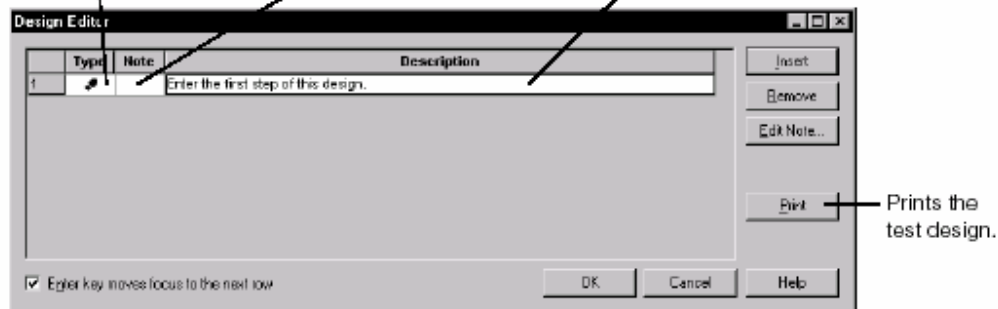 Design Editor
Type Note Description
1 Enter the first step of this design.
Insert
Remove
Edit Note...
Print
Prints the
test design.
Enter key moves focus to the next row
OK Cancel Help